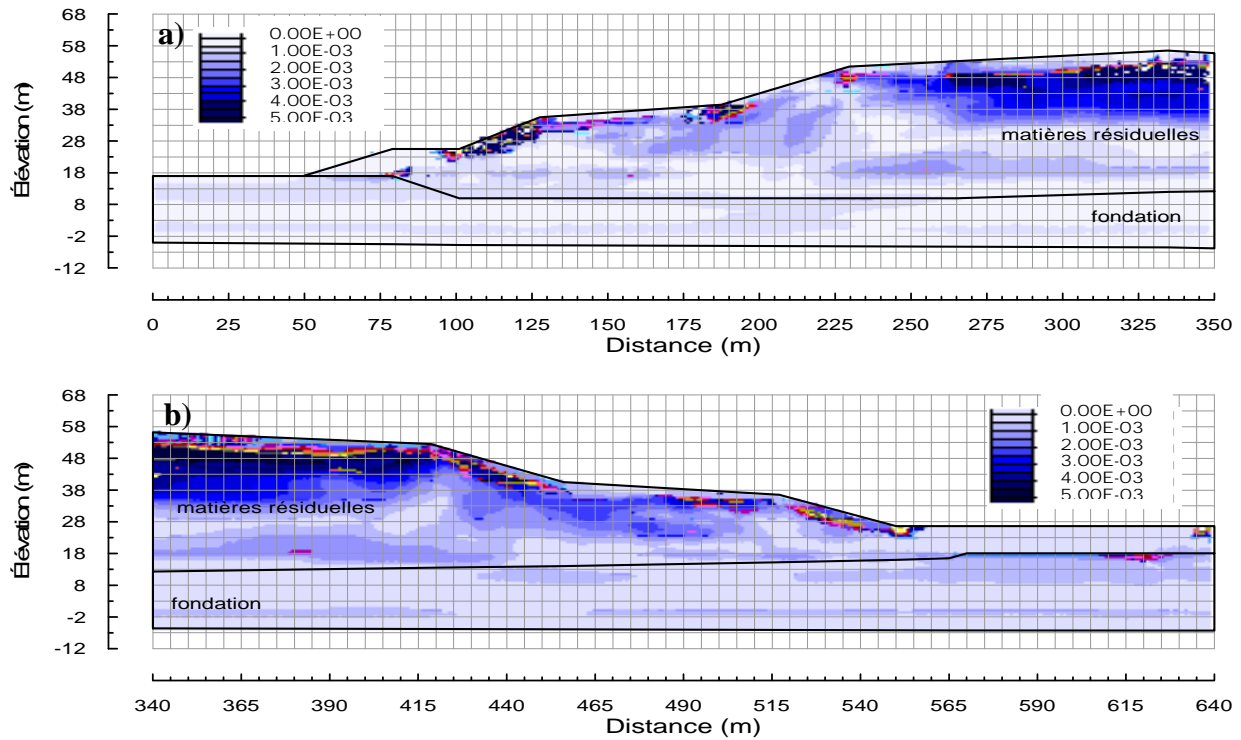 a)
68
58
48
38
28
18
8
-2
-12
Élévation (m)
0.00E+00
1.00E-03
2.00E-03
3.00E-03
4.00E-03
5.00E-03
matières résiduelles
fondation
0 25 50 75 100 125 150 175 200 225 250 275 300 325 350
Distance (m)
b)
68
58
48
38
28
18
8
-2
-12
Élévation (m)
0.00E+00
1.00E-03
2.00E-03
3.00E-03
4.00E-03
5.00E-03
matières résiduelles
fondation
340 365 390 415 440 465 490 515 540 565 590 615 640
Distance (m)